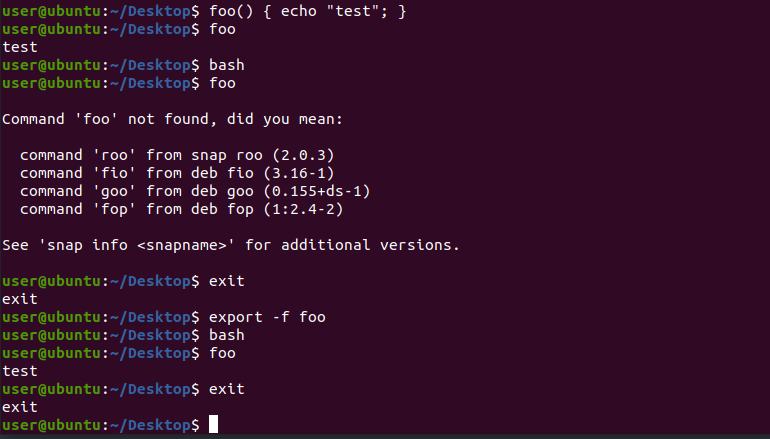 user@ubuntu:~/Desktop$ foo() { echo "test"; }
user@ubuntu:~/Desktop$ foo
test
user@ubuntu:~/Desktop$ bash
user@ubuntu:~/Desktop$ foo
Command 'foo' not found, did you mean:
  command 'roo' from snap roo (2.0.3)
  command 'fio' from deb fio (3.16-1)
  command 'goo' from deb goo (0.155+ds-1)
  command 'fop' from deb fop (1:2.4-2)
See 'snap info <snapname>' for additional versions.
user@ubuntu:~/Desktop$ exit
exit
user@ubuntu:~/Desktop$ export -f foo
user@ubuntu:~/Desktop$ bash
user@ubuntu:~/Desktop$ foo
test
user@ubuntu:~/Desktop$ exit
exit
user@ubuntu:~/Desktop$